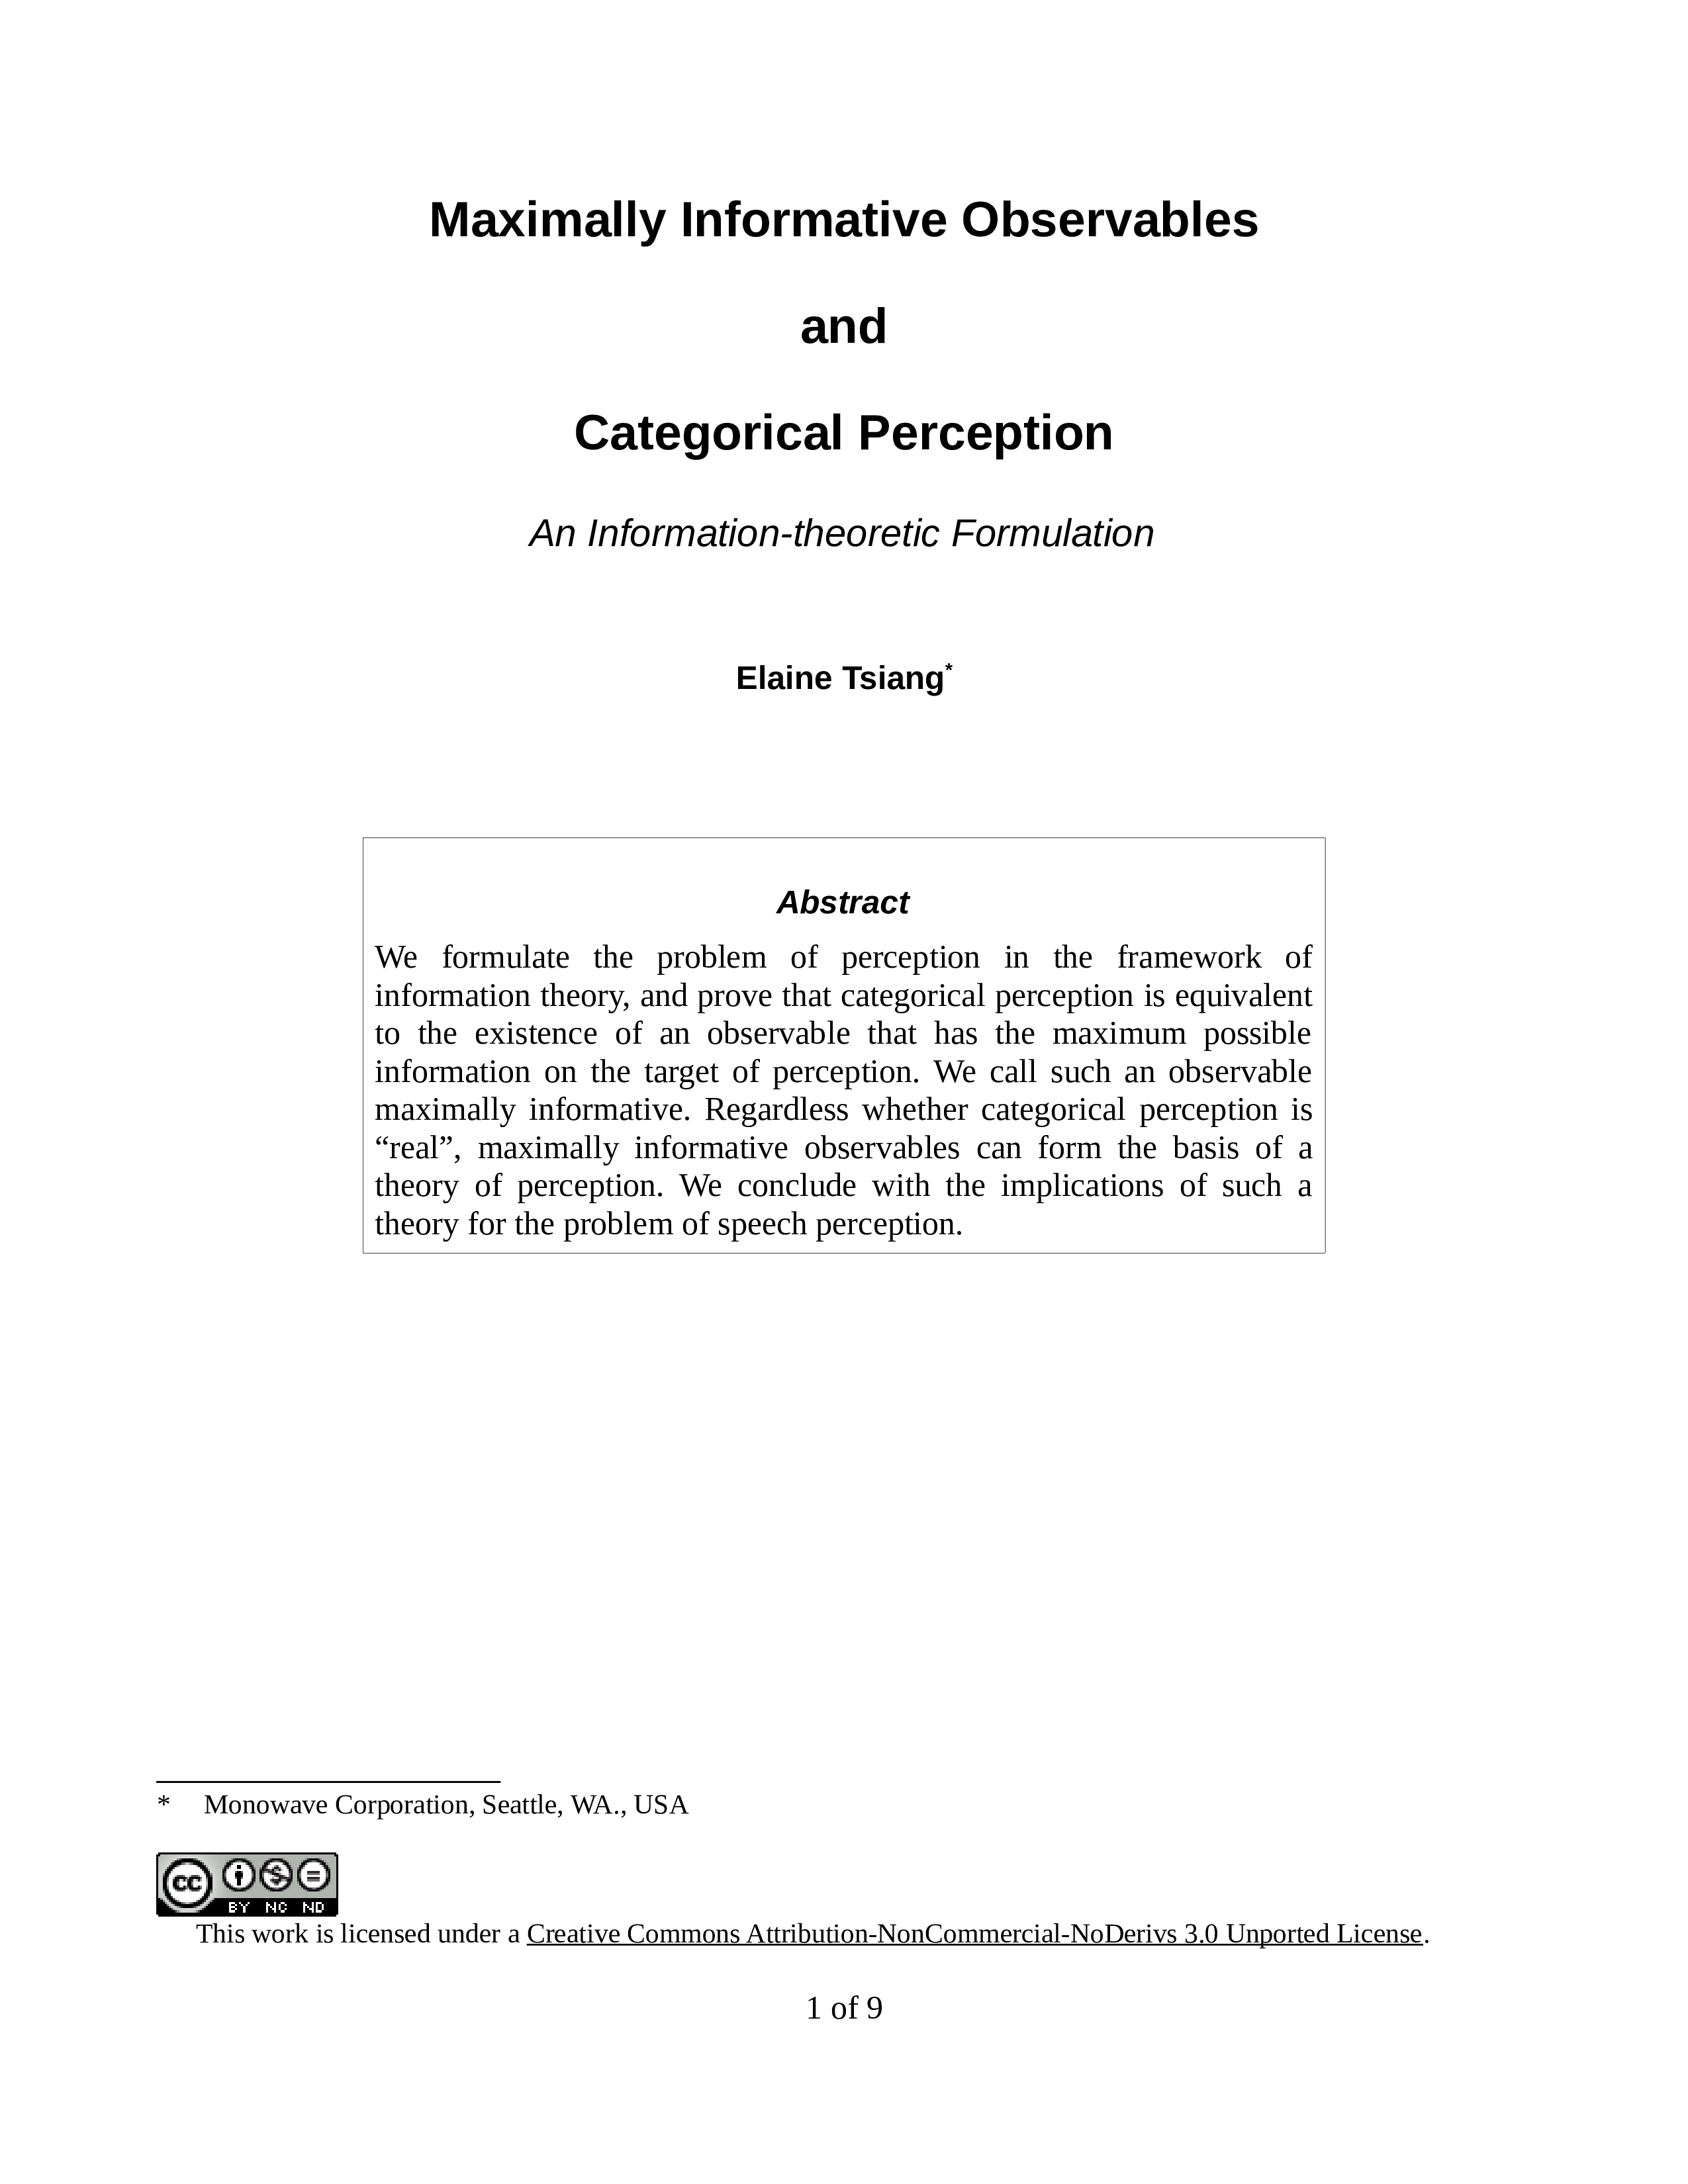 Maximally Informative Observables
and
Categorical Perception
An Information-theoretic Formulation
Elaine Tsiang*
Abstract
We formulate the problem of perception in the framework of
information theory, and prove that categorical perception is equivalent
to the existence of an observable that has the maximum possible
information on the target of perception. We call such an observable
maximally informative. Regardless whether categorical perception is
“real”, maximally informative observables can form the basis of a
theory of perception. We conclude with the implications of such a
theory for the problem of speech perception.
* Monowave Corporation, Seattle, WA., USA
cc
BY NC ND
This work is licensed under a Creative Commons Attribution-NonCommercial-NoDerivs 3.0 Unported License.
1 of 9